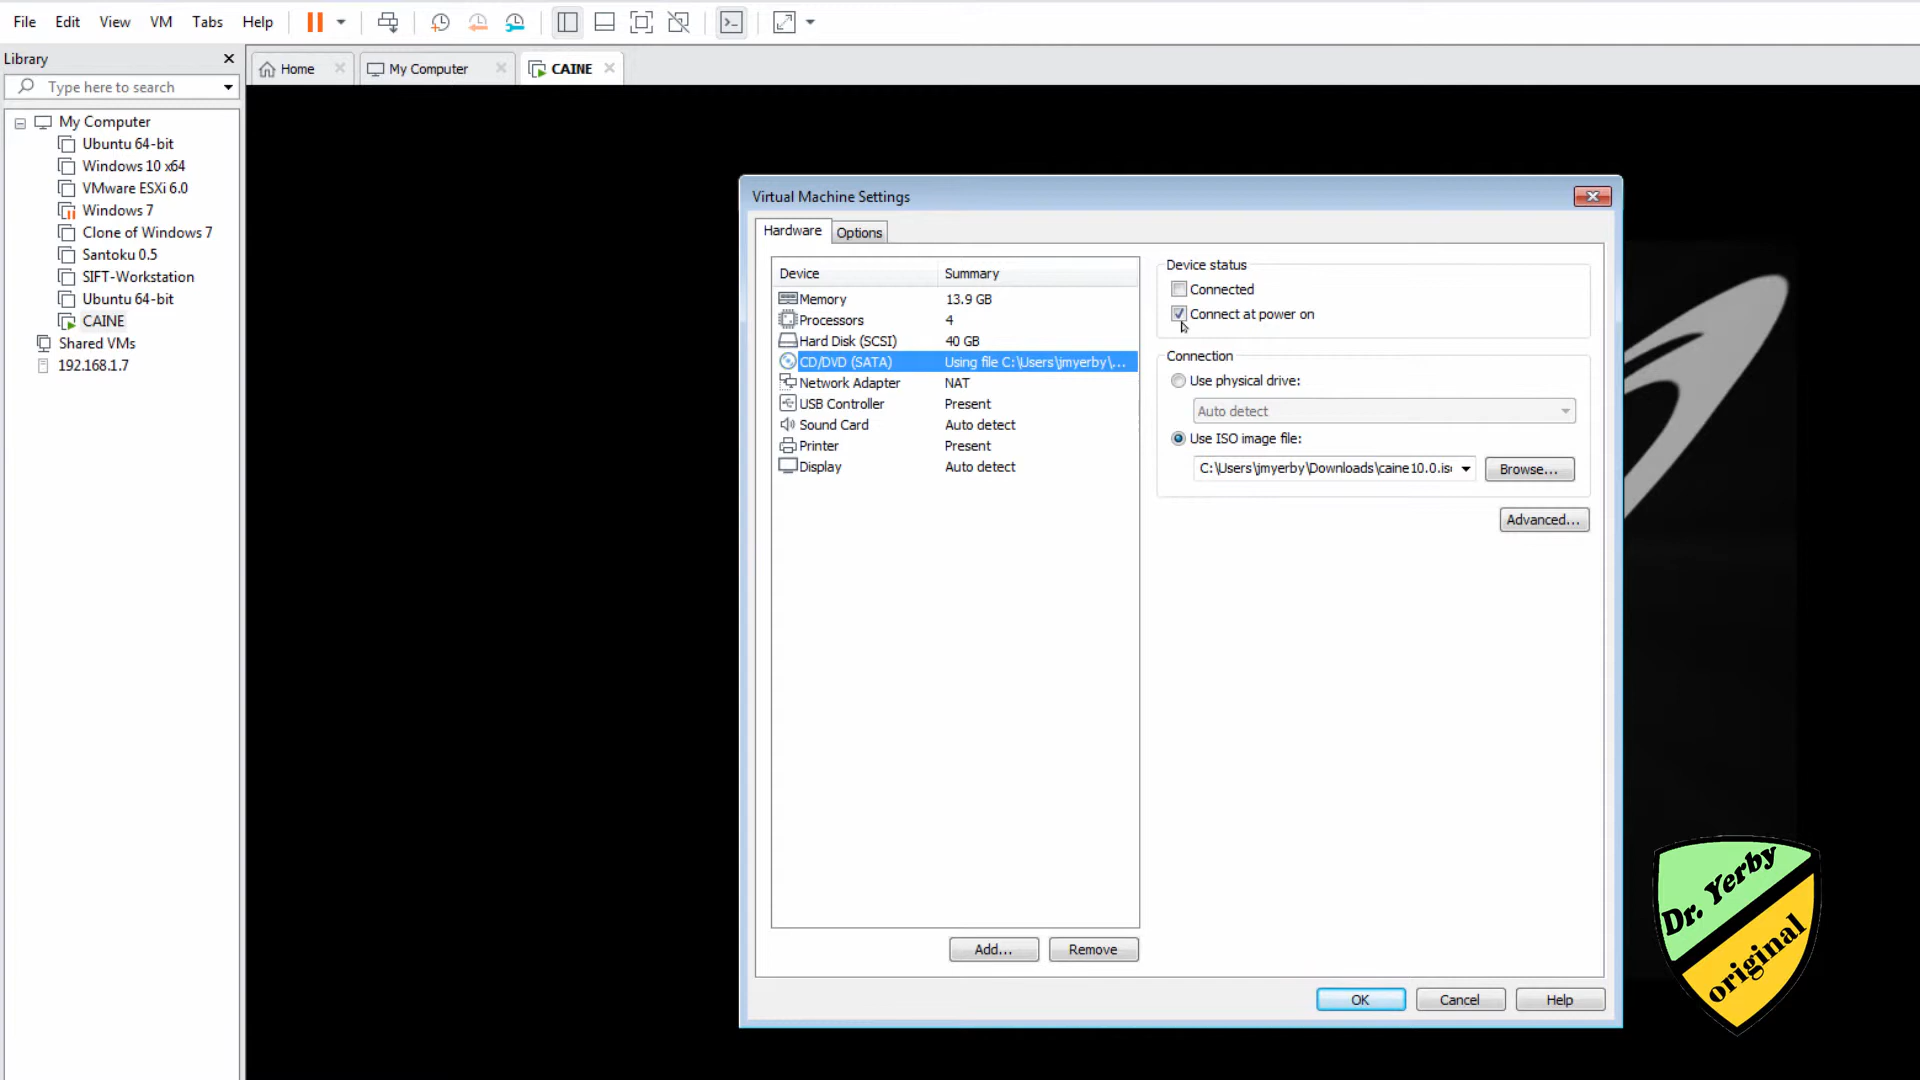 File Edit View VM Tabs Help
Library
Type here to search
My Computer
Ubuntu 64-bit
Windows 10 x64
VMware ESXi 6.0
Windows 7
Clone of Windows 7
Santoku 0.5
SIFT-Workstation
Ubuntu 64-bit
CAINE
Shared VMs
192.168.1.7
Home
My Computer
CAINE
Virtual Machine Settings
Hardware
Options
Device Summary
Memory 13.9 GB
Processors 4
Hard Disk (SCSI) 40 GB
CD/DVD (SATA) Using file C:\Users\jmyerby\...
Network Adapter NAT
USB Controller Present
Sound Card Auto detect
Printer Present
Display Auto detect
Add...
Remove
Device status
Connected
Connect at power on
Connection
Use physical drive:
Auto detect
Use ISO image file:
C:\Users\jmyerby\Downloads\caine10.0.is
Browse...
Advanced...
OK
Cancel
Help
Dr. Yerby
original